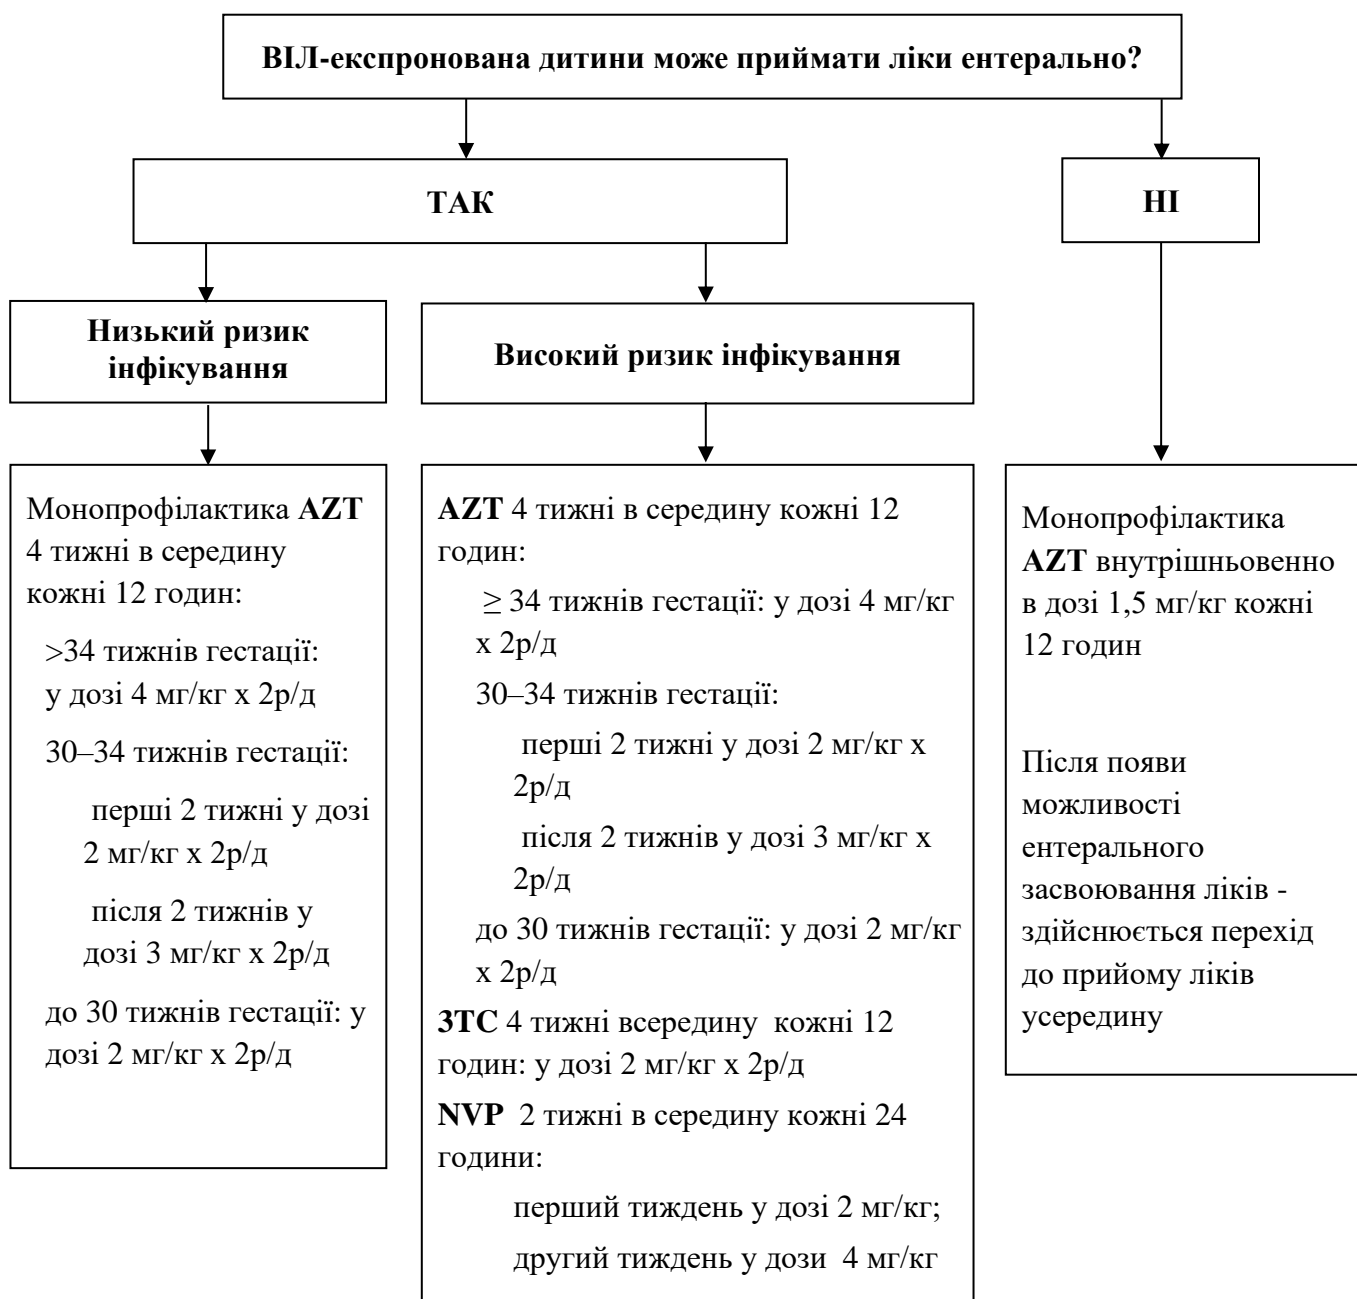 ВІЛ-експронована дитини може приймати ліки ентерально?
ТАК
НІ
Низький ризик
інфікування
Високий ризик інфікування
Монопрофілактика AZT
4 тижні в середину
кожні 12 годин:
>34 тижнів гестації:
у дозі 4 мг/кг х 2р/д
30–34 тижнів гестації:
перші 2 тижні у дозі
2 мг/кг х 2р/д
після 2 тижнів у
дозі 3 мг/кг х 2р/д
до 30 тижнів гестації: у
дозі 2 мг/кг х 2р/д
AZT 4 тижні в середину кожні 12
годин:
≥ 34 тижнів гестації: у дозі 4 мг/кг
х 2р/д
30–34 тижнів гестації:
перші 2 тижні у дозі 2 мг/кг х
2р/д
після 2 тижнів у дозі 3 мг/кг х
2р/д
до 30 тижнів гестації: у дозі 2 мг/кг
х 2р/д
3TC 4 тижні всередину кожні 12
годин: у дозі 2 мг/кг х 2р/д
NVP 2 тижні в середину кожні 24
години:
перший тиждень у дозі 2 мг/кг;
другий тиждень у дози 4 мг/кг
Монопрофілактика
AZT внутрішньовенно
в дозі 1,5 мг/кг кожні
12 годин
Після появи
можливості
ентерального
засвоювання ліків -
здійснюється перехід
до прийому ліків
усередину